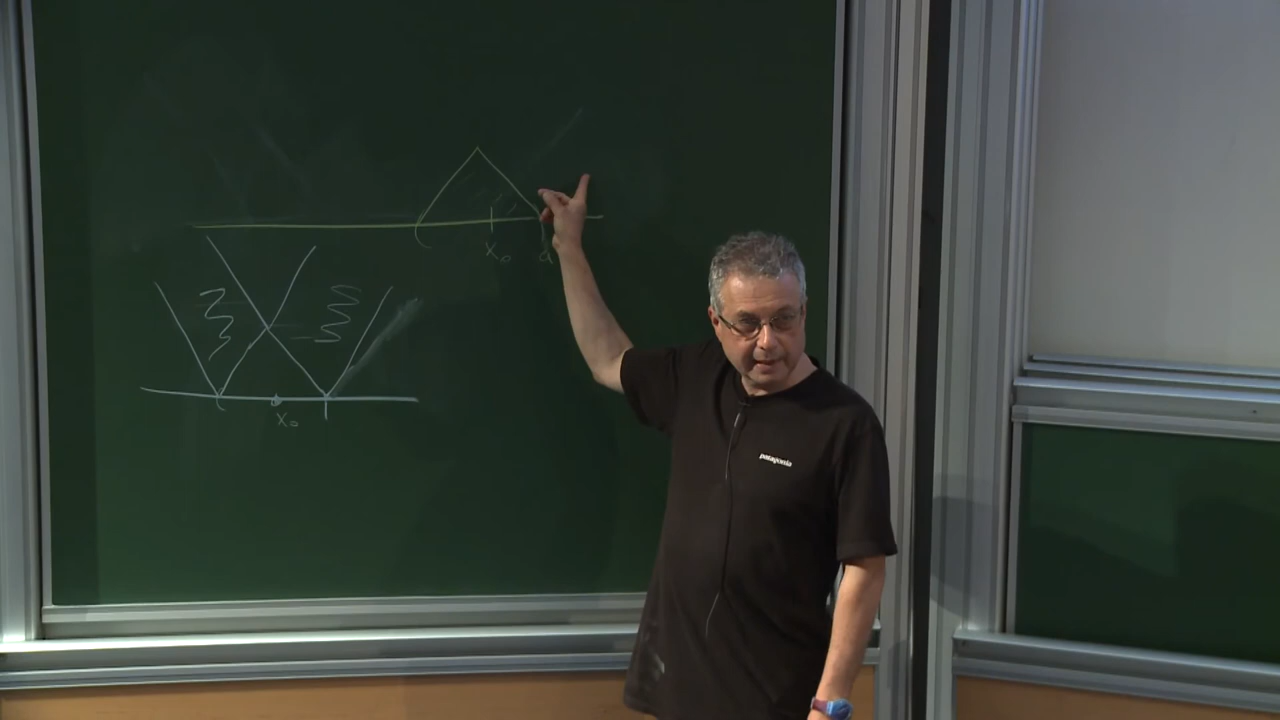 x₀ a
x₀
patagonia